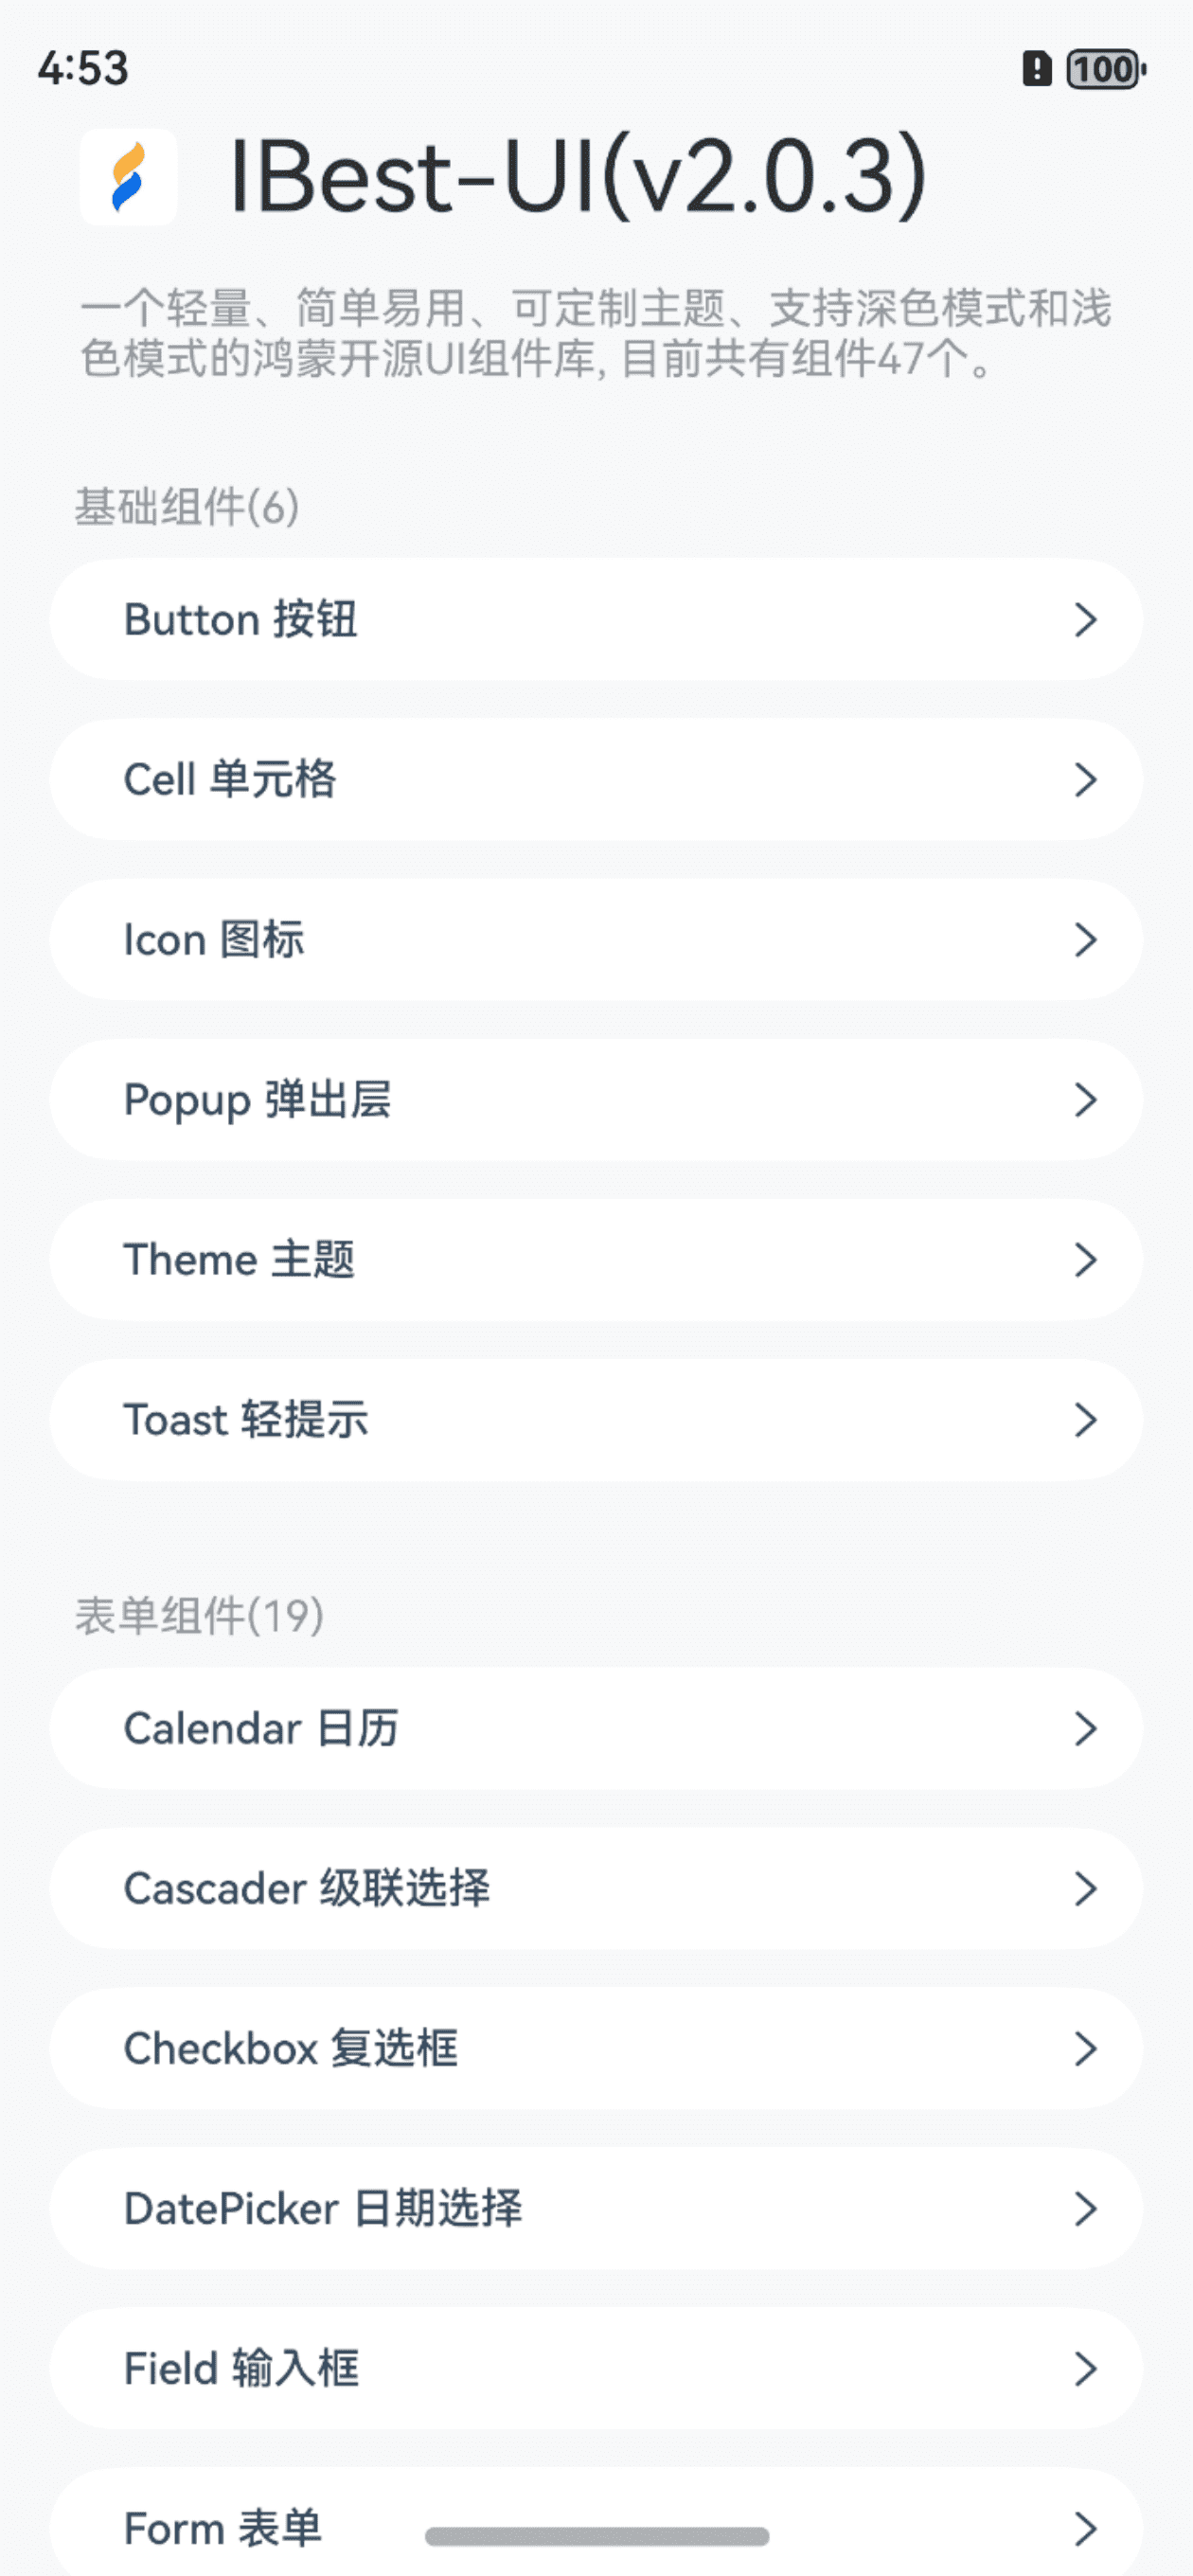 4:53
100
IBest-UI(v2.0.3)
一个轻量、简单易用、可定制主题、支持深色模式和浅
色模式的鸿蒙开源UI组件库, 目前共有组件47个。
基础组件(6)
Button 按钮
Cell 单元格
Icon 图标
Popup 弹出层
Theme 主题
Toast 轻提示
表单组件(19)
Calendar 日历
Cascader 级联选择
Checkbox 复选框
DatePicker 日期选择
Field 输入框
Form 表单